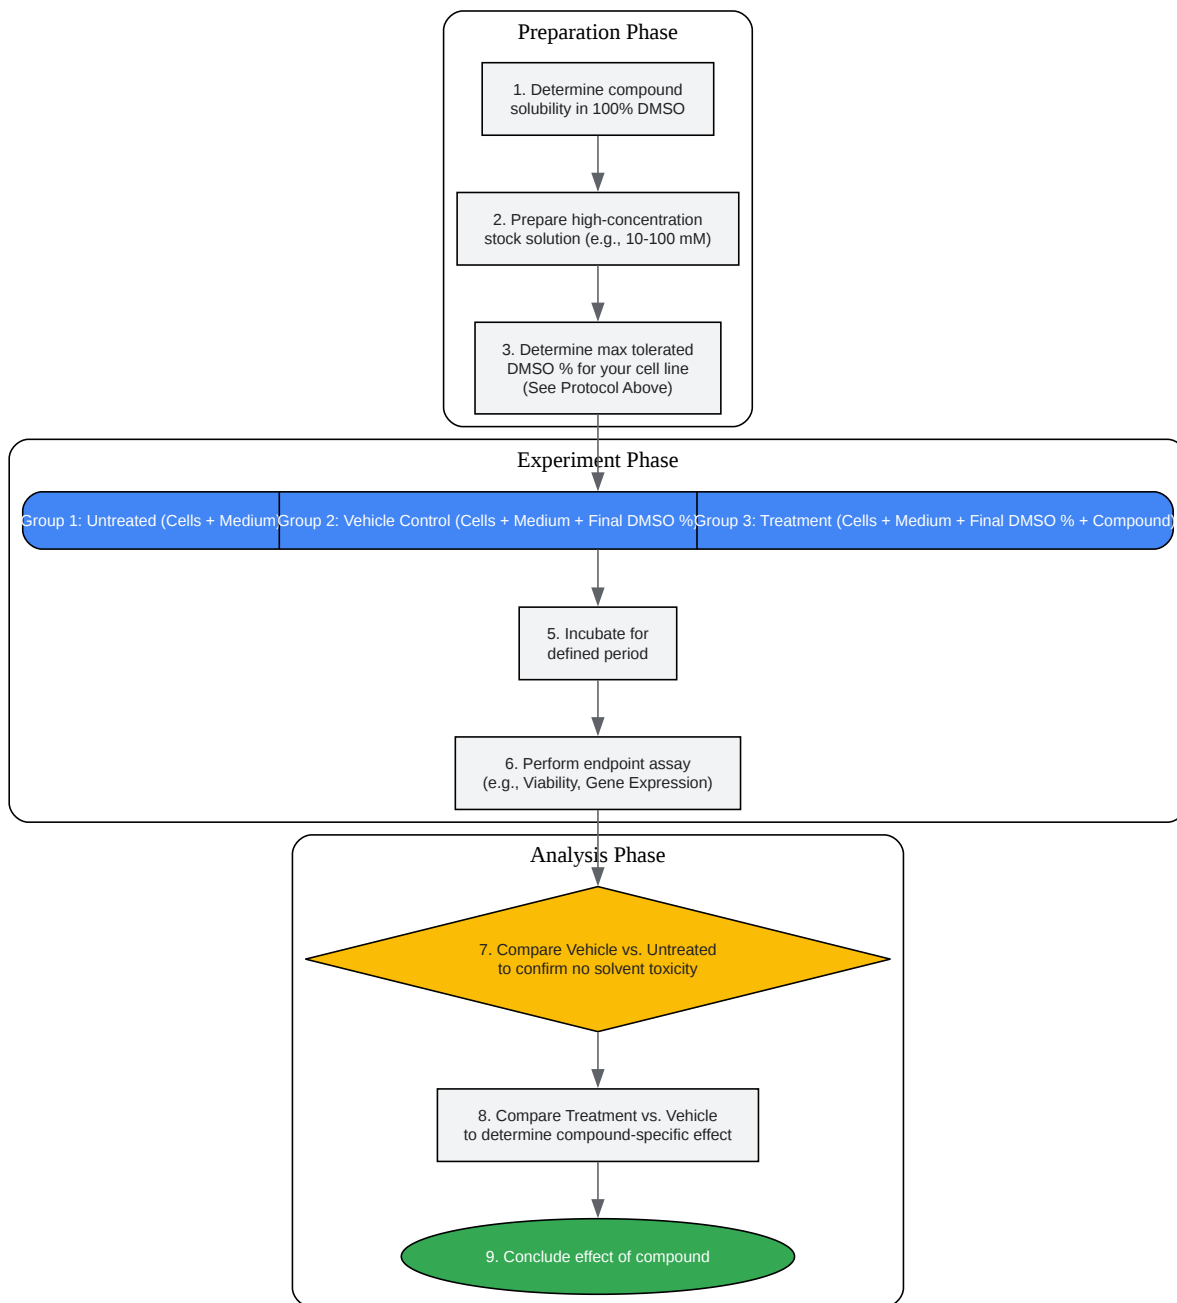 Preparation Phase
1. Determine compound
solubility in 100% DMSO
2. Prepare high-concentration
stock solution (e.g., 10-100 mM)
3. Determine max tolerated
DMSO % for your cell line
(See Protocol Above)
Experiment Phase
Group 1: Untreated (Cells + Medium)
Group 2: Vehicle Control (Cells + Medium + Final DMSO %)
Group 3: Treatment (Cells + Medium + Final DMSO % + Compound)
5. Incubate for
defined period
6. Perform endpoint assay
(e.g., Viability, Gene Expression)
Analysis Phase
7. Compare Vehicle vs. Untreated
to confirm no solvent toxicity
8. Compare Treatment vs. Vehicle
to determine compound-specific effect
9. Conclude effect of compound